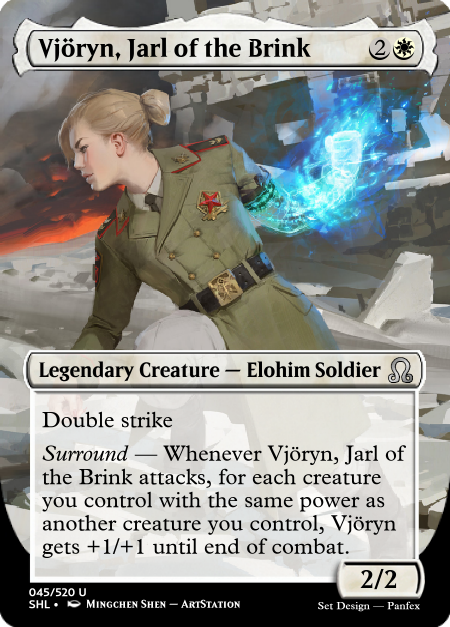 Vjöryn, Jarl of the Brink 2
Legendary Creature — Elohim Soldier
Double strike
Surround — Whenever Vjöryn, Jarl of
the Brink attacks, for each creature
you control with the same power as
another creature you control, Vjöryn
gets +1/+1 until end of combat.
2/2
045/520 U
SHL • Mingchen Shen — ArtStation
Set Design — Panfex